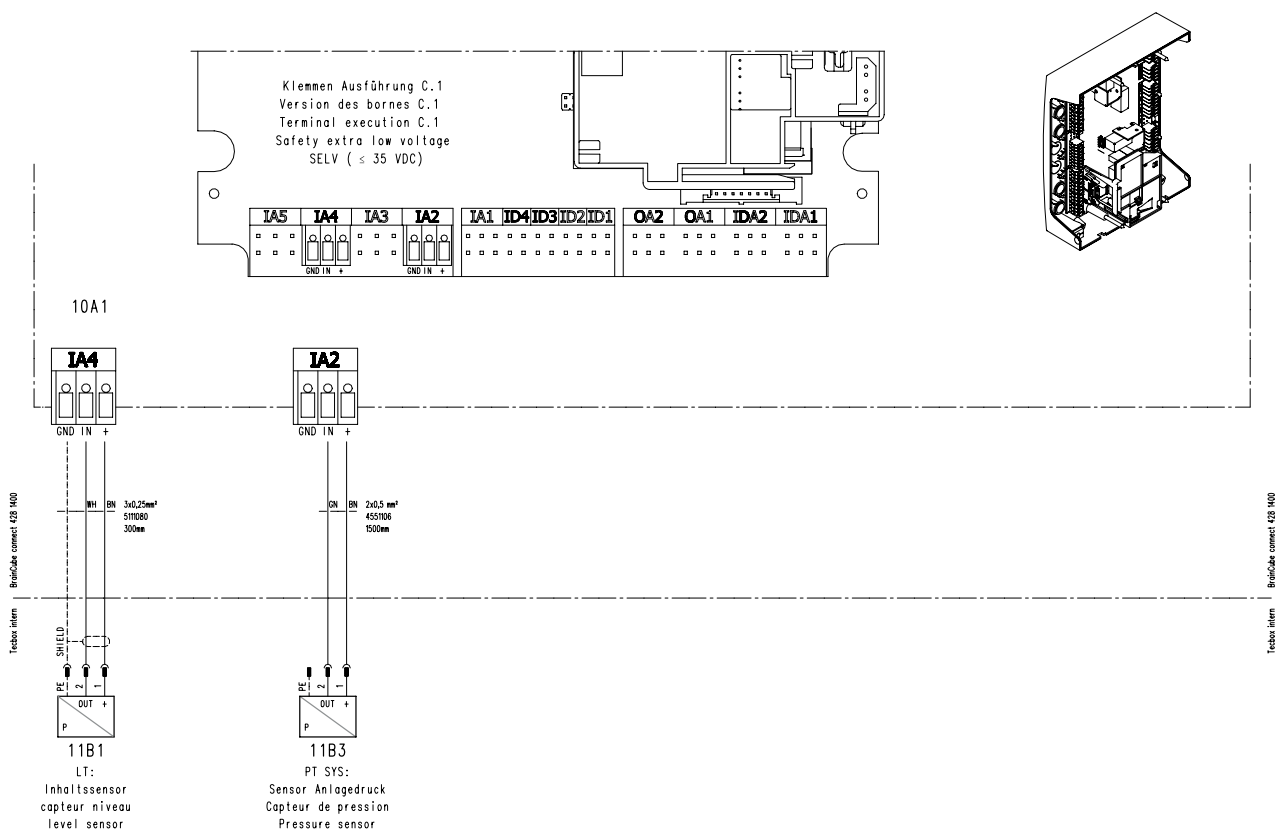 Klemmen Ausführung C.1
Version des bornes C.1
Terminal execution C.1
Safety extra low voltage
SELV ( ≤ 35 VDC)
IA5 IA4 IA3 IA2 IA1 ID4 ID3 ID2 ID1 OA2 OA1 IDA2 IDA1
GND IN + GND IN +
10A1
IA4 IA2
GND IN + GND IN +
WH BN 3x0,25mm² GN BN 2x0,5 mm²
5111080 4551106
300mm 1500mm
BrainCube connect 428 1400 BrainCube connect 428 1400
Tecbox intern Tecbox intern
SHIELD
PE 2 1 PE 2 1
OUT + OUT +
P P
11B1 11B3
LT: PT SYS:
Inhaltssensor Sensor Anlagedruck
capteur niveau Capteur de pression
level sensor Pressure sensor